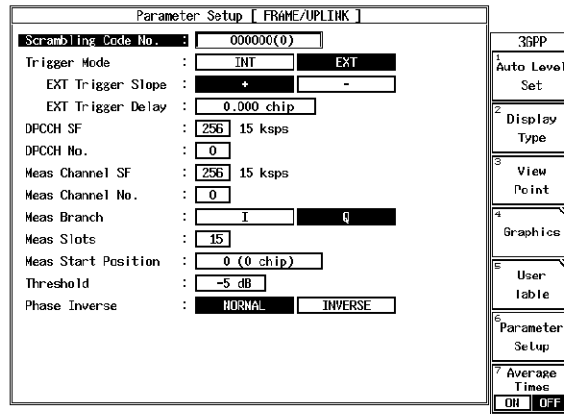 Parameter Setup [ FRAME/UPLINK ]
Scrambling Code No. : 000000(0)
Trigger Mode : INT EXT
EXT Trigger Slope : + -
EXT Trigger Delay : 0.000 chip
DPCCH SF : 256 15 ksps
DPCCH No. : 0
Meas Channel SF : 256 15 ksps
Meas Channel No. : 0
Meas Branch : I Q
Meas Slots : 15
Meas Start Position : 0 (0 chip)
Threshold : -5 dB
Phase Inverse : NORMAL INVERSE
3GPP
1
Auto Level
Set
2
Display
Type
3
View
Point
4
Graphics
5
User
Table
6
Parameter
Setup
7
Average
Times
ON OFF